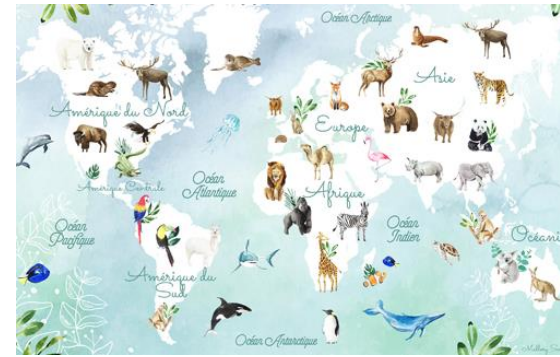 Océan Arctique
Asie
Amérique du Nord
Europe
Amérique Centrale
Océan
Atlantique
Afrique
Océan
Pacifique
Océan
Indien
Océani
Amérique du
Sud
Océan Antarctique